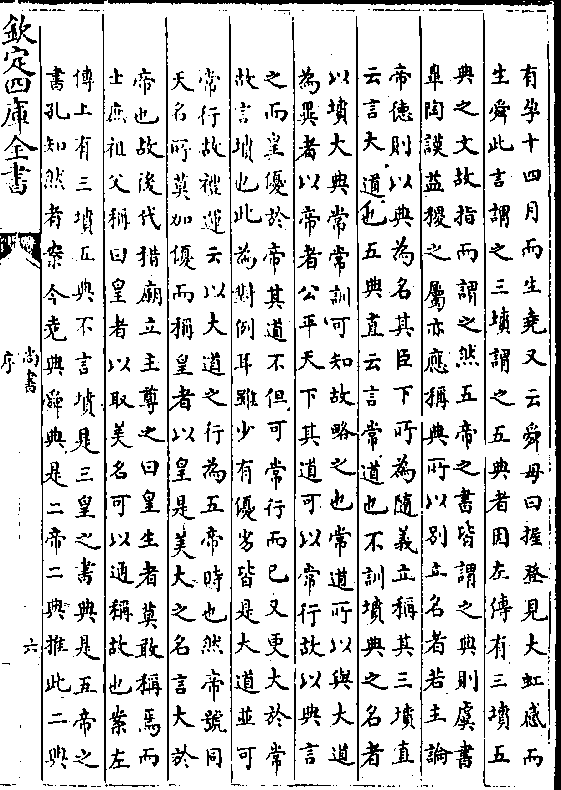 有孕十四月而生堯又云舜母曰握登見大虹感而
生舜此言謂之三墳謂之五典者因左傳有三墳五
典之文故指而謂之然五帝之書皆謂之典則虞書
臯陶謨益稷之屬亦應稱典所以别立名者若主論
帝徳則以典為名其臣下所為隨義立稱其三墳直
云言大道也五典直云言常道也不訓墳典之名者
以墳大典常常訓可知故略之也常道所以與大道
為異者以帝者公平天下其道可以常行故以典言
之而皇優於帝其道不但可常行而已又更大於常
故言墳也此為對例耳雖少有優劣皆是大道並可
常行故禮運云以大道之行為五帝時也然帝號同
天名所莫加優而稱皇者以皇是美大之名言大於
帝也故後代措廟立主尊之曰皇生者莫敢稱焉而
士庶祖父稱曰皇者以取美名可以通稱故也案左
傳上有三墳五典不言墳是三皇之書典是五帝之
書孔知然者案今堯典舜典是二帝二典推此二典
欽定四庫全書
尚書
序
六